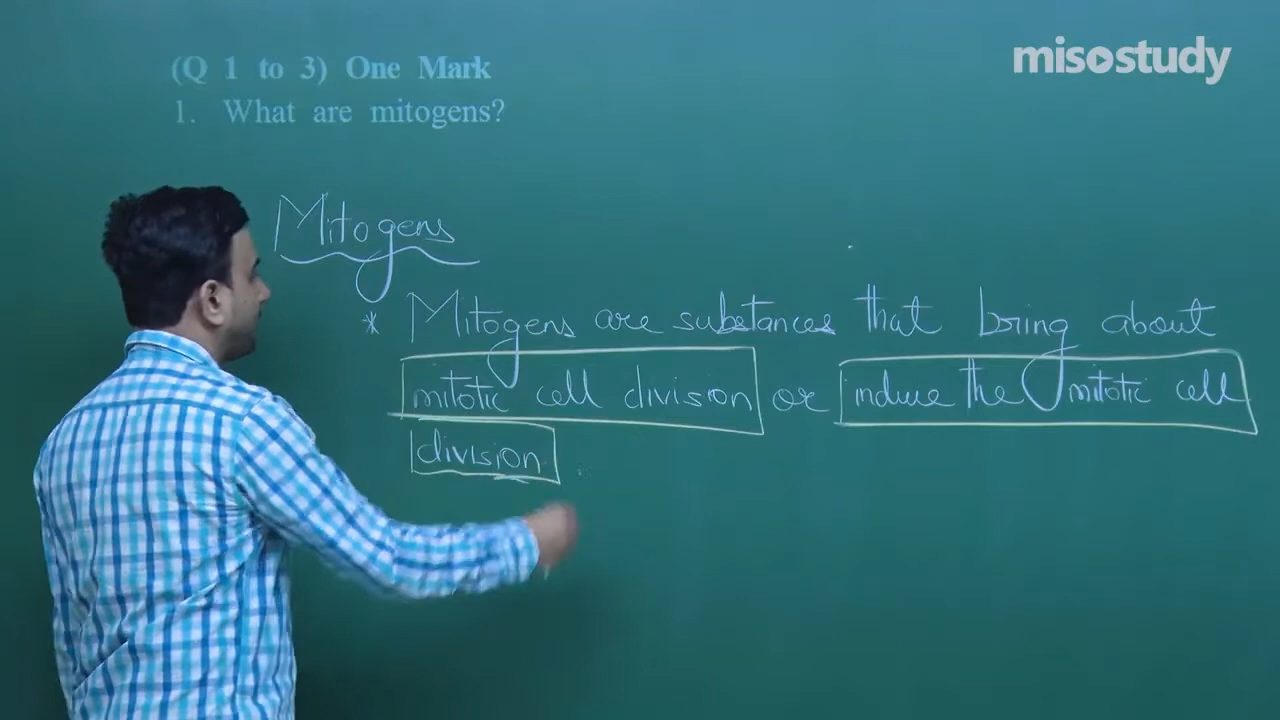 misostudy
(Q 1 to 3) One Mark
1. What are mitogens?
Mitogens
* Mitogens are substances that bring about
mitotic cell division or induce the mitotic cell
division.